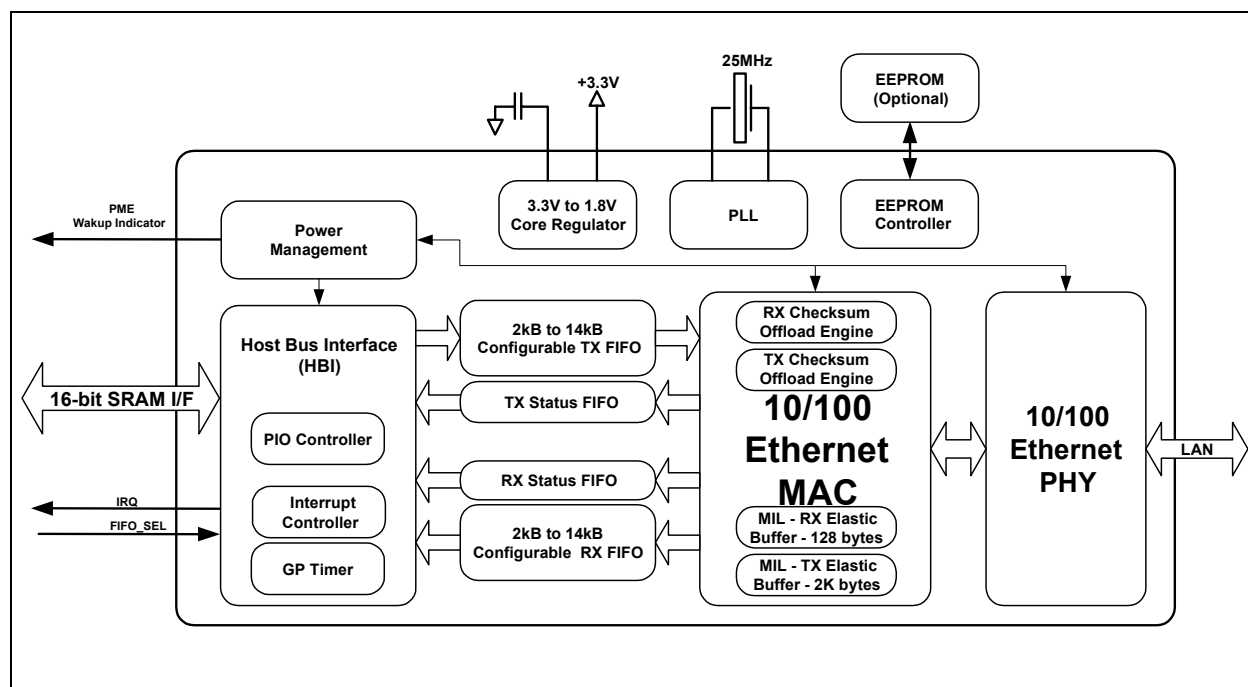 25MHz
+3.3V
EEPROM
(Optional)
3.3V to 1.8V
Core Regulator
PLL
EEPROM
Controller
PME
Wakup Indicator
Power
Management
Host Bus Interface
(HBI)
2kB to 14kB
Configurable TX FIFO
RX Checksum
Offload Engine
TX Checksum
Offload Engine
16-bit SRAM I/F
TX Status FIFO
PIO Controller
10/100
Ethernet
MAC
10/100
Ethernet
PHY
LAN
RX Status FIFO
IRQ
FIFO_SEL
Interrupt
Controller
2kB to 14kB
Configurable RX FIFO
MIL - RX Elastic
Buffer - 128 bytes
GP Timer
MIL - TX Elastic
Buffer - 2K bytes